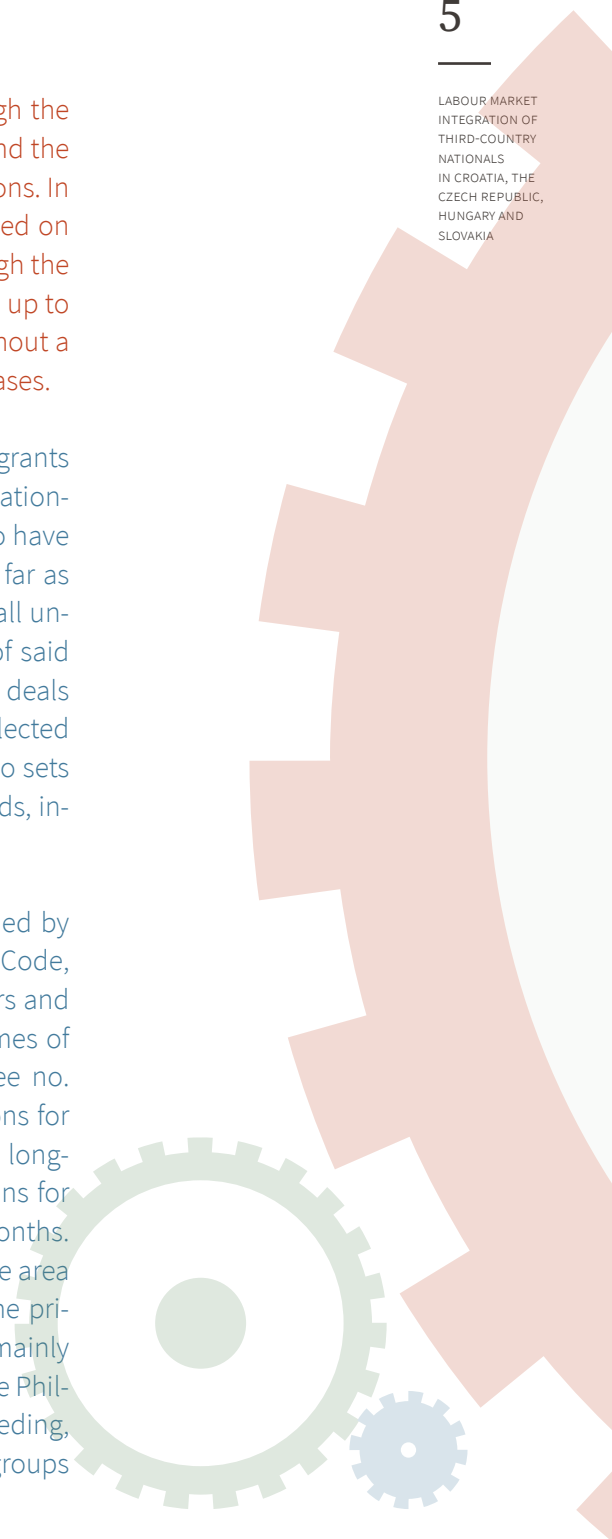 5
LABOUR MARKET
INTEGRATION OF
THIRD-COUNTRY
NATIONALS
IN CROATIA, THE
CZECH REPUBLIC,
HUNGARY AND
SLOVAKIA
gh the
nd the
ons. In
ed on
gh the
up to
hout a
ases.
grants
ation-
o have
far as
all un-
of said
deals
lected
o sets
ds, in-
ed by
Code,
rs and
mes of
ee no.
ns for
long-
ns for
onths.
e area
ne pri-
mainly
e Phil-
eding,
groups